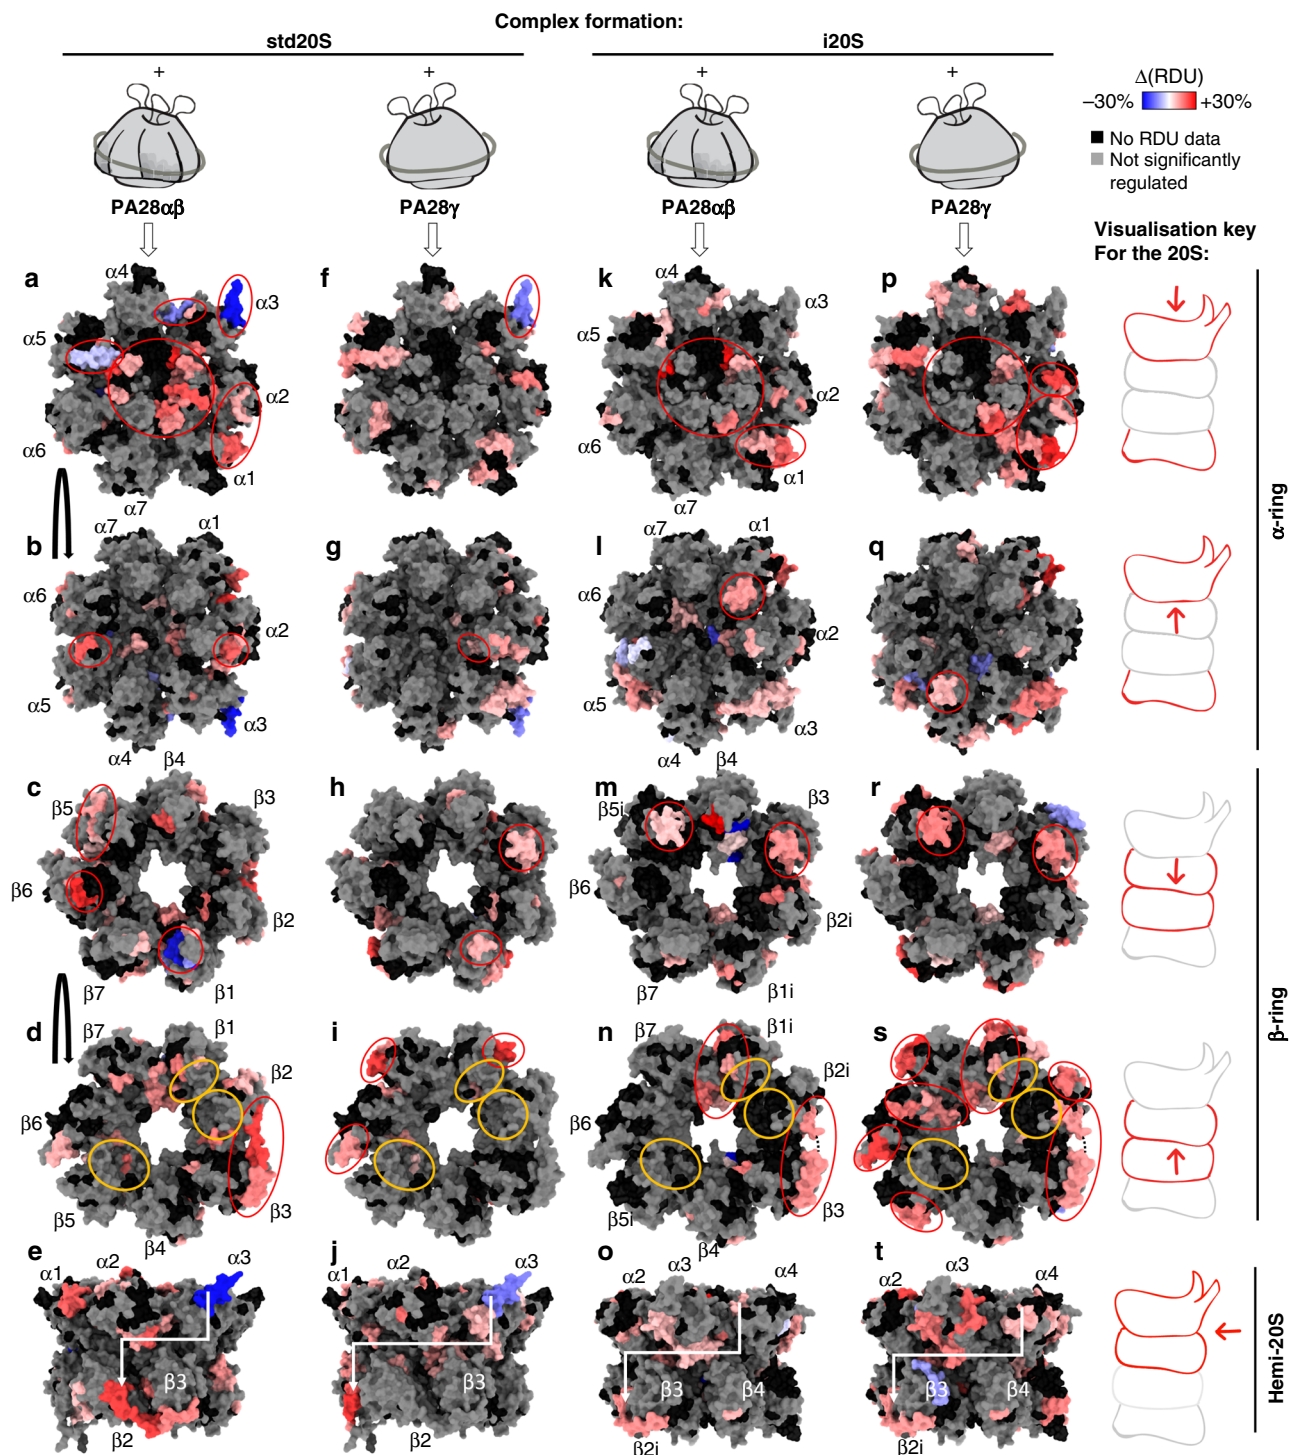 Complex formation:
std20S
i20S
+
+
+
+
PA28αβ
PA28γ
PA28αβ
PA28γ
Δ(RDU)
–30%
+30%
No RDU data
Not significantly
regulated
Visualisation key
For the 20S:
a
α4
α3
α5
α2
α6
α1
α7
f
k
α4
α3
α5
α2
α6
α1
α7
p
b
α7
α1
α6
α2
α5
α3
α4
g
l
α7
α1
α6
α2
α5
α3
α4
q
α-ring
c
β4
β5
β3
β6
β2
β7
β1
h
m
β4
β5i
β3
β6
β2i
β7
β1i
r
d
β7
β1
β2
β6
β5
β3
β4
i
n
β7
β1i
β2i
β6
β5i
β3
β4
s
β-ring
e
α1
α2
α3
β3
β2
j
α1
α2
α3
β3
β2
o
α2
α3
α4
β3
β4
β2i
t
α2
α3
α4
β3
β4
β2i
Hemi-20S